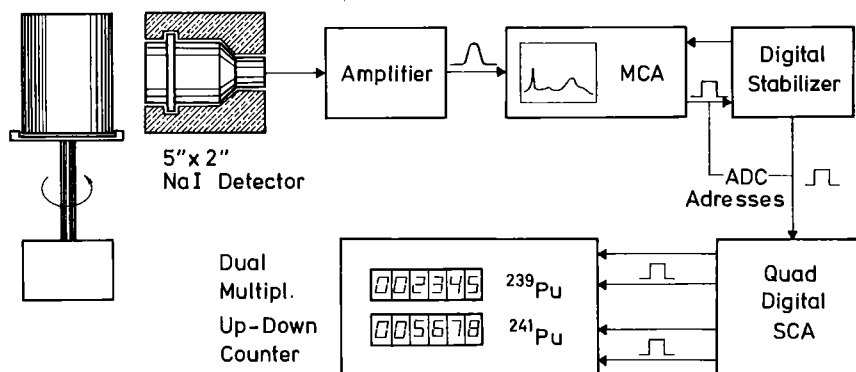 5"x 2"
NaI Detector
Amplifier
MCA
Digital
Stabilizer
ADC
Adresses
Dual
Multipl.
Up-Down
Counter
002345
239Pu
005678
241Pu
Quad
Digital
SCA